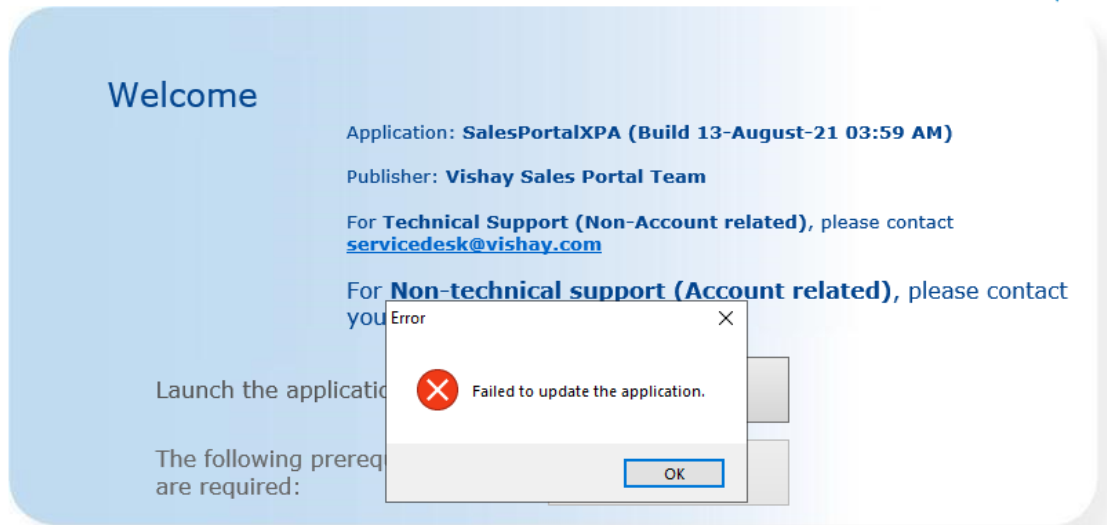 Welcome
Application: SalesPortalXPA (Build 13-August-21 03:59 AM)
Publisher: Vishay Sales Portal Team
For Technical Support (Non-Account related), please contact
servicedesk@vishay.com
For Non-technical support (Account related), please contact
you
Error
Failed to update the application.
OK
Launch the applicatio
The following prerequ
are required: